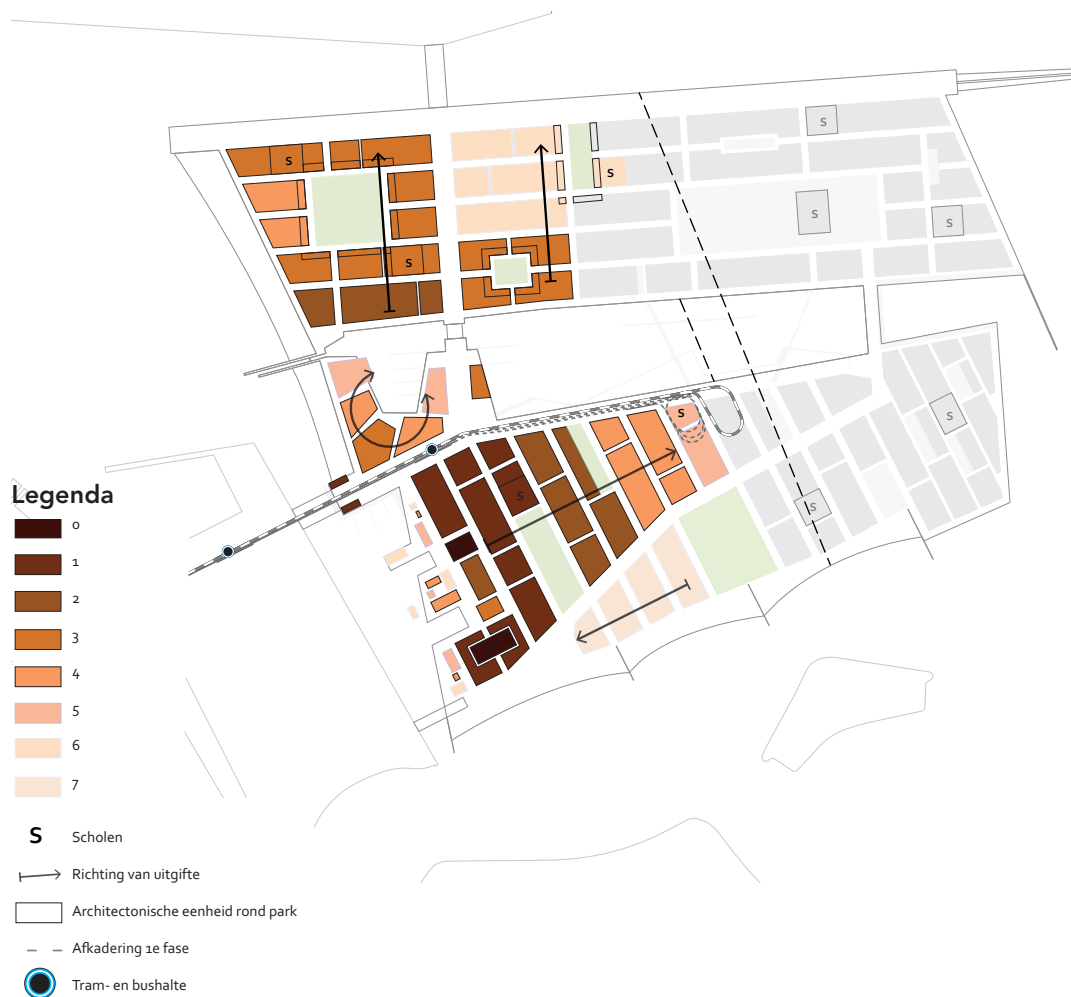 S
S
S
S
S
S
S
S
S
S
S
Legenda
0
1
2
3
4
5
6
7
S Scholen
Richting van uitgifte
Architectonische eenheid rond park
Afkadering 1e fase
Tram- en bushalte